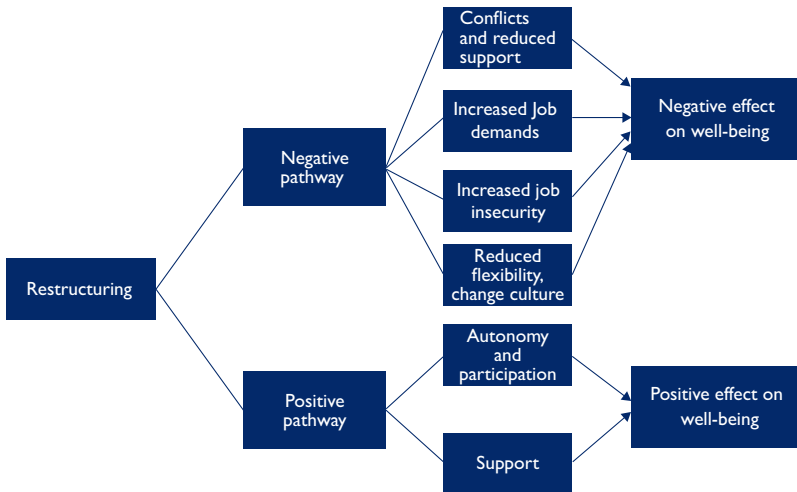 Conflicts
and reduced
support
Increased Job
demands
Negative effect
on well-being
Negative
pathway
Increased job
insecurity
Reduced
flexibility,
change culture
Restructuring
Autonomy
and
participation
Positive
pathway
Positive effect on
well-being
Support